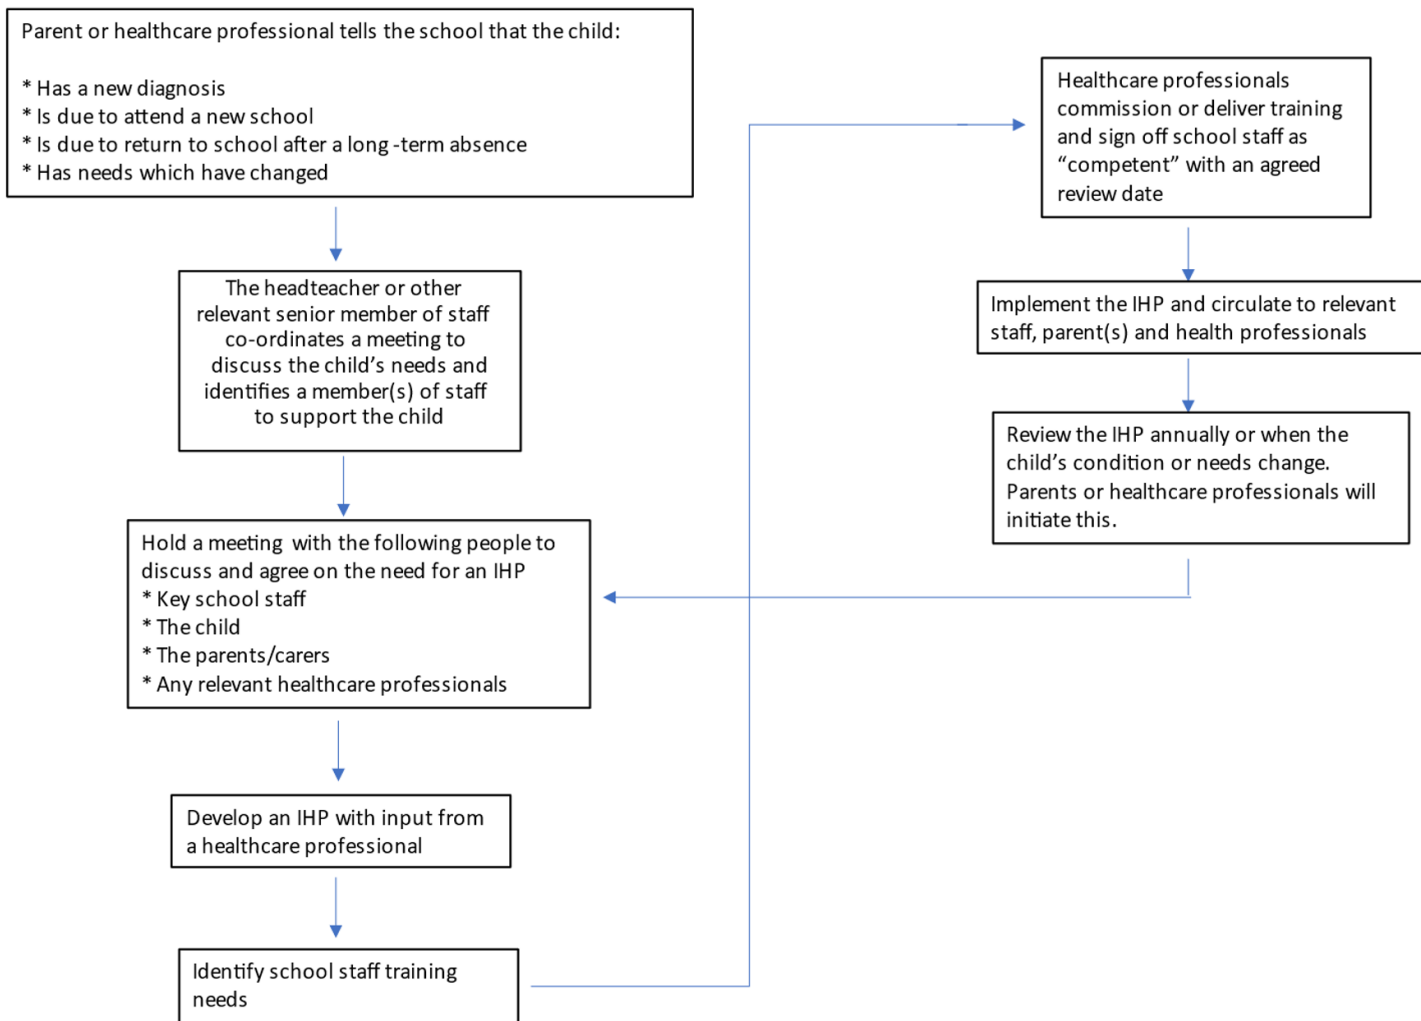 Parent or healthcare professional tells the school that the child:
* Has a new diagnosis
* Is due to attend a new school
* Is due to return to school after a long -term absence
* Has needs which have changed
The headteacher or other
relevant senior member of staff
co-ordinates a meeting to
discuss the child's needs and
identifies a member(s) of staff
to support the child
Hold a meeting  with the following people to
discuss and agree on the need for an IHP
* Key school staff
* The child
* The parents/carers
* Any relevant healthcare professionals
Develop an IHP with input from
a healthcare professional
Identify school staff training
needs
Healthcare professionals
commission or deliver training
and sign off school staff as
“competent” with an agreed
review date
Implement the IHP and circulate to relevant
staff, parent(s) and health professionals
Review the IHP annually or when the
child’s condition or needs change.
Parents or healthcare professionals will
initiate this.